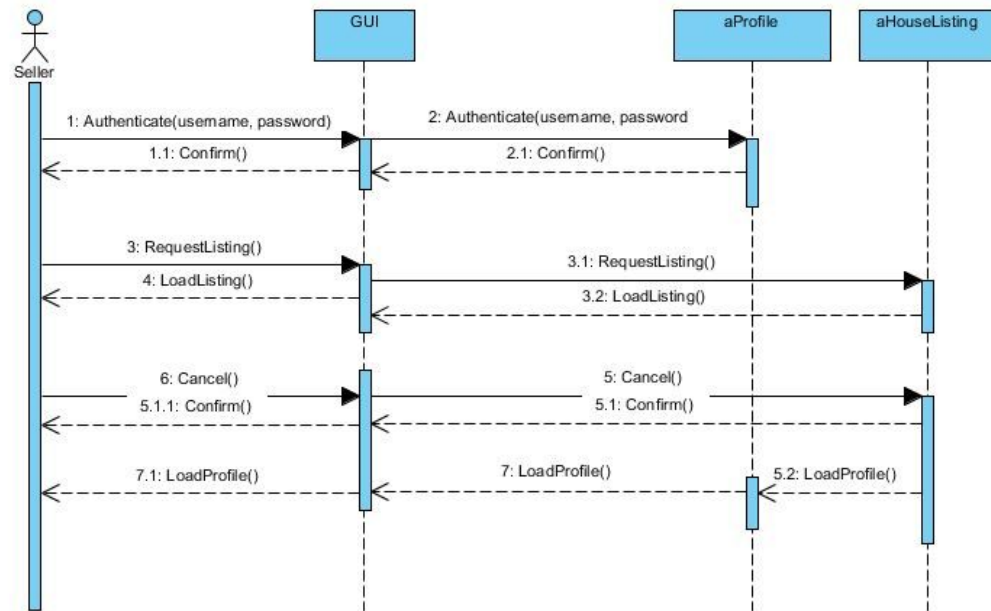 GUI
aProfile
aHouseListing
Seller
1: Authenticate(username, password)
2: Authenticate(username, password
1.1: Confirm()
2.1: Confirm()
3: RequestListing()
3.1: RequestListing()
4: LoadListing()
3.2: LoadListing()
6: Cancel()
5: Cancel()
5.1.1: Confirm()
5.1: Confirm()
7.1: LoadProfile()
7: LoadProfile()
5.2: LoadProfile()